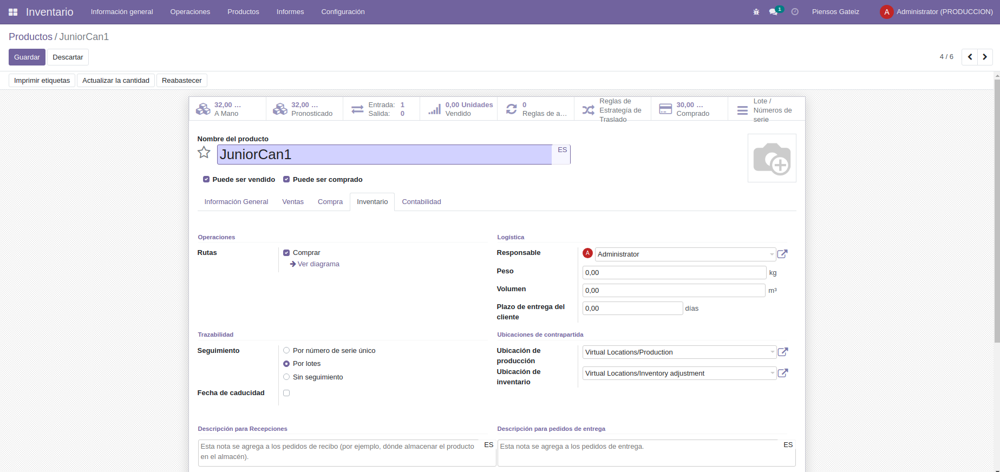 Inventario Información general Operaciones Productos Informes Configuración 1 Piensos Gateiz A Administrator (PRODUCCION)
Productos / JuniorCan1
Guardar Descartar 4 / 6
Imprimir etiquetas Actualizar la cantidad Reabastecer
32,00 ...
A Mano
32,00 ...
Pronosticado
Entrada: 1
Salida: 0
0,00 Unidades
Vendido
0
Reglas de a...
Reglas de
Estrategía de
Traslado
30,00 ...
Comprado
Lote /
Números de
serie
Nombre del producto
JuniorCan1 ES
Puede ser vendido Puede ser comprado
Información General Ventas Compra Inventario Contabilidad
Operaciones
Rutas Comprar
Ver diagrama
Logística
Responsable A Administrator
Peso 0,00 kg
Volumen 0,00 m³
Plazo de entrega del
cliente
0,00 días
Trazabilidad
Seguimiento Por número de serie único
Por lotes
Sin seguimiento
Fecha de caducidad
Ubicaciones de contrapartida
Ubicación de
producción
Virtual Locations/Production
Ubicación de
inventario
Virtual Locations/Inventory adjustment
Descripción para Recepciones
Esta nota se agrega a los pedidos de recibo (por ejemplo, dónde almacenar el producto
en el almacén).
ES
Descripción para pedidos de entrega
Esta nota se agrega a los pedidos de entrega.
ES